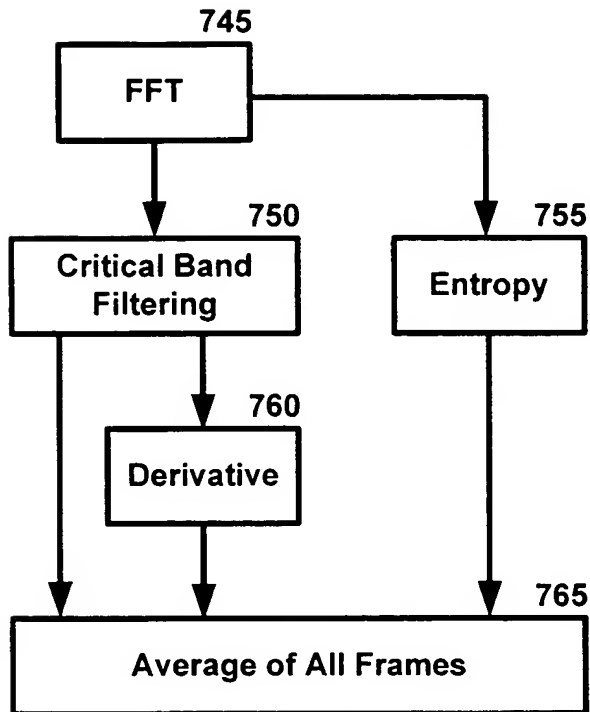 745
FFT
750
755
Critical Band
Filtering
Entropy
760
Derivative
765
Average of All Frames